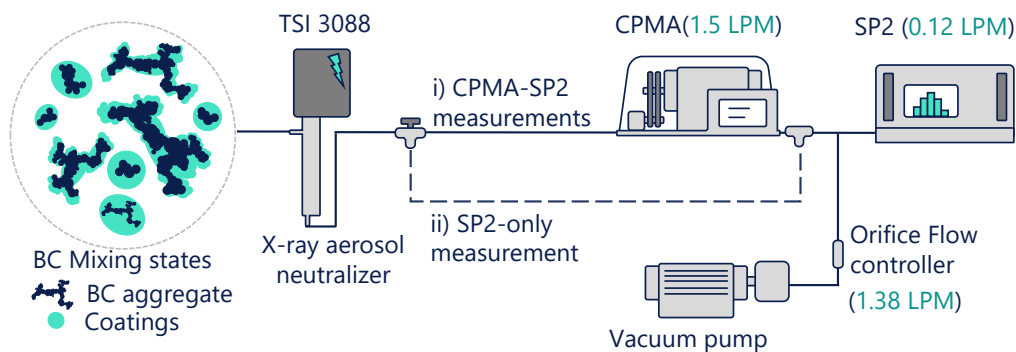 TSI 3088
CPMA(1.5 LPM)
SP2 (0.12 LPM)
i) CPMA-SP2
measurements
ii) SP2-only
measurement
X-ray aerosol
neutralizer
BC Mixing states
BC aggregate
Coatings
Orifice Flow
controller
(1.38 LPM)
Vacuum pump